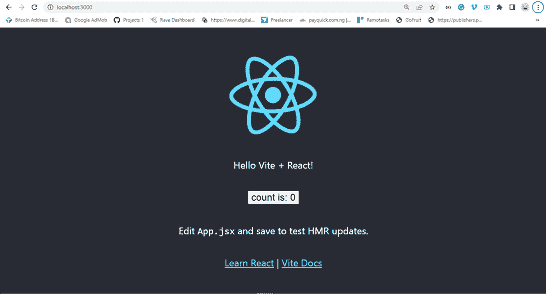 localhost:3000
Bitcoin Address 18... Google AdMob Projects 1 Rave Dashboard https://www.digital... Freelancer payquick.com.ng |... Remotasks GoFruit https://publishers.p...
Hello Vite + React!
count is: 0
Edit App.jsx and save to test HMR updates.
Learn React | Vite Docs